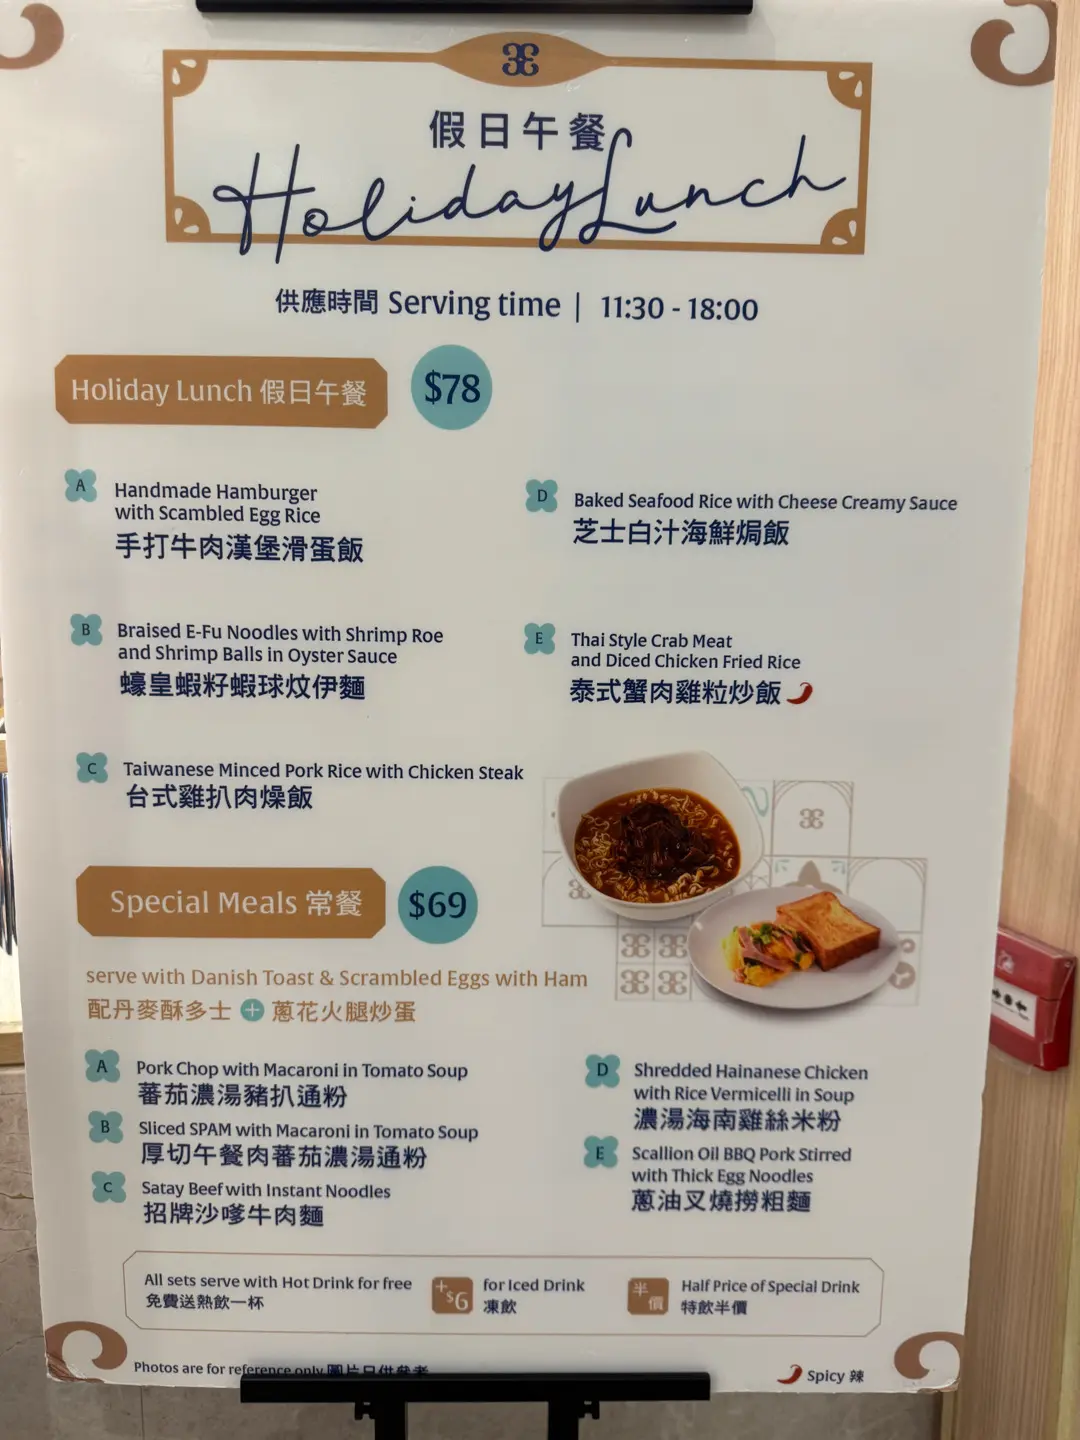 假日午餐
Holiday Lunch
供應時間 Serving time | 11:30 - 18:00
Holiday Lunch 假日午餐
$78
A
Handmade Hamburger
with Scambled Egg Rice
手打牛肉漢堡滑蛋飯
B
Braised E-Fu Noodles with Shrimp Roe
and Shrimp Balls in Oyster Sauce
蠔皇蝦籽蝦球炆伊麵
C
Taiwanese Minced Pork Rice with Chicken Steak
台式雞扒肉燥飯
D
Baked Seafood Rice with Cheese Creamy Sauce
芝士白汁海鮮焗飯
E
Thai Style Crab Meat
and Diced Chicken Fried Rice
泰式蟹肉雞粒炒飯
Special Meals 常餐
$69
serve with Danish Toast & Scrambled Eggs with Ham
配丹麥酥多士 + 蔥花火腿炒蛋
A
Pork Chop with Macaroni in Tomato Soup
蕃茄濃湯豬扒通粉
B
Sliced SPAM with Macaroni in Tomato Soup
厚切午餐肉蕃茄濃湯通粉
C
Satay Beef with Instant Noodles
招牌沙嗲牛肉麵
D
Shredded Hainanese Chicken
with Rice Vermicelli in Soup
濃湯海南雞絲米粉
E
Scallion Oil BBQ Pork Stirred
with Thick Egg Noodles
蔥油叉燒撈粗麵
All sets serve with Hot Drink for free
免費送熱飲一杯
+$6
for Iced Drink
凍飲
半價
Half Price of Special Drink
特飲半價
Photos are for reference only 圖片只供參考
Spicy 辣